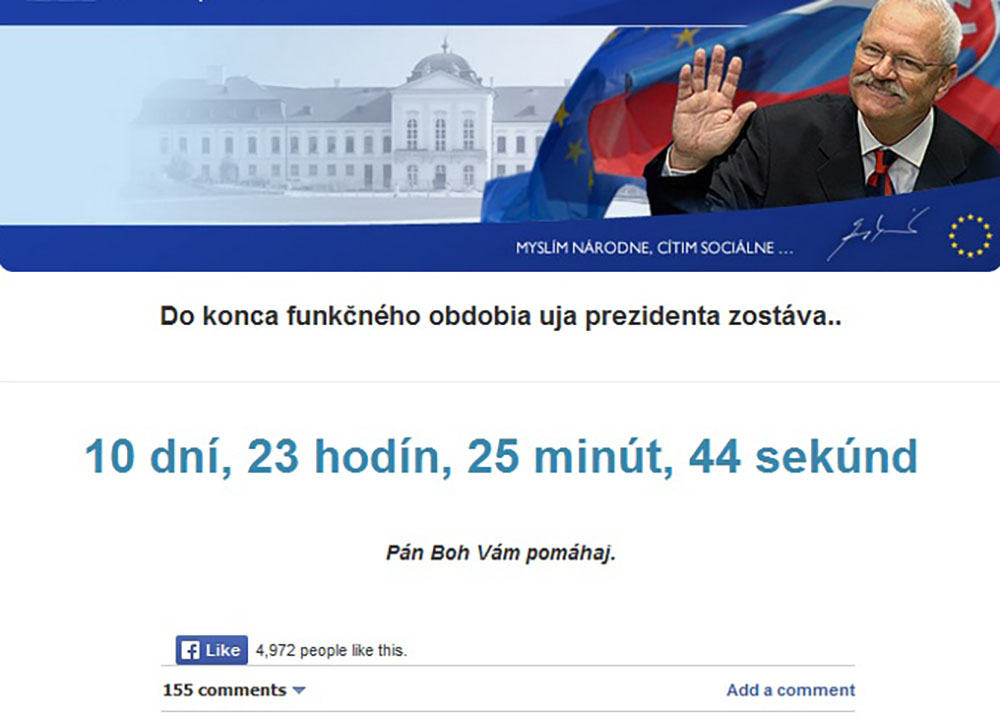 MYSLÍM NÁRODNE, CÍTIM SOCIÁLNE ...
Do konca funkčného obdobia uja prezidenta zostáva..
10 dní, 23 hodín, 25 minút, 44 sekúnd
Pán Boh Vám pomáhaj.
Like 4,972 people like this.
155 comments Add a comment